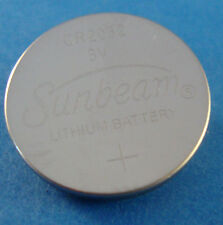 CR2032
3V
Sunbeam®
LITHIUM BATTERY
+